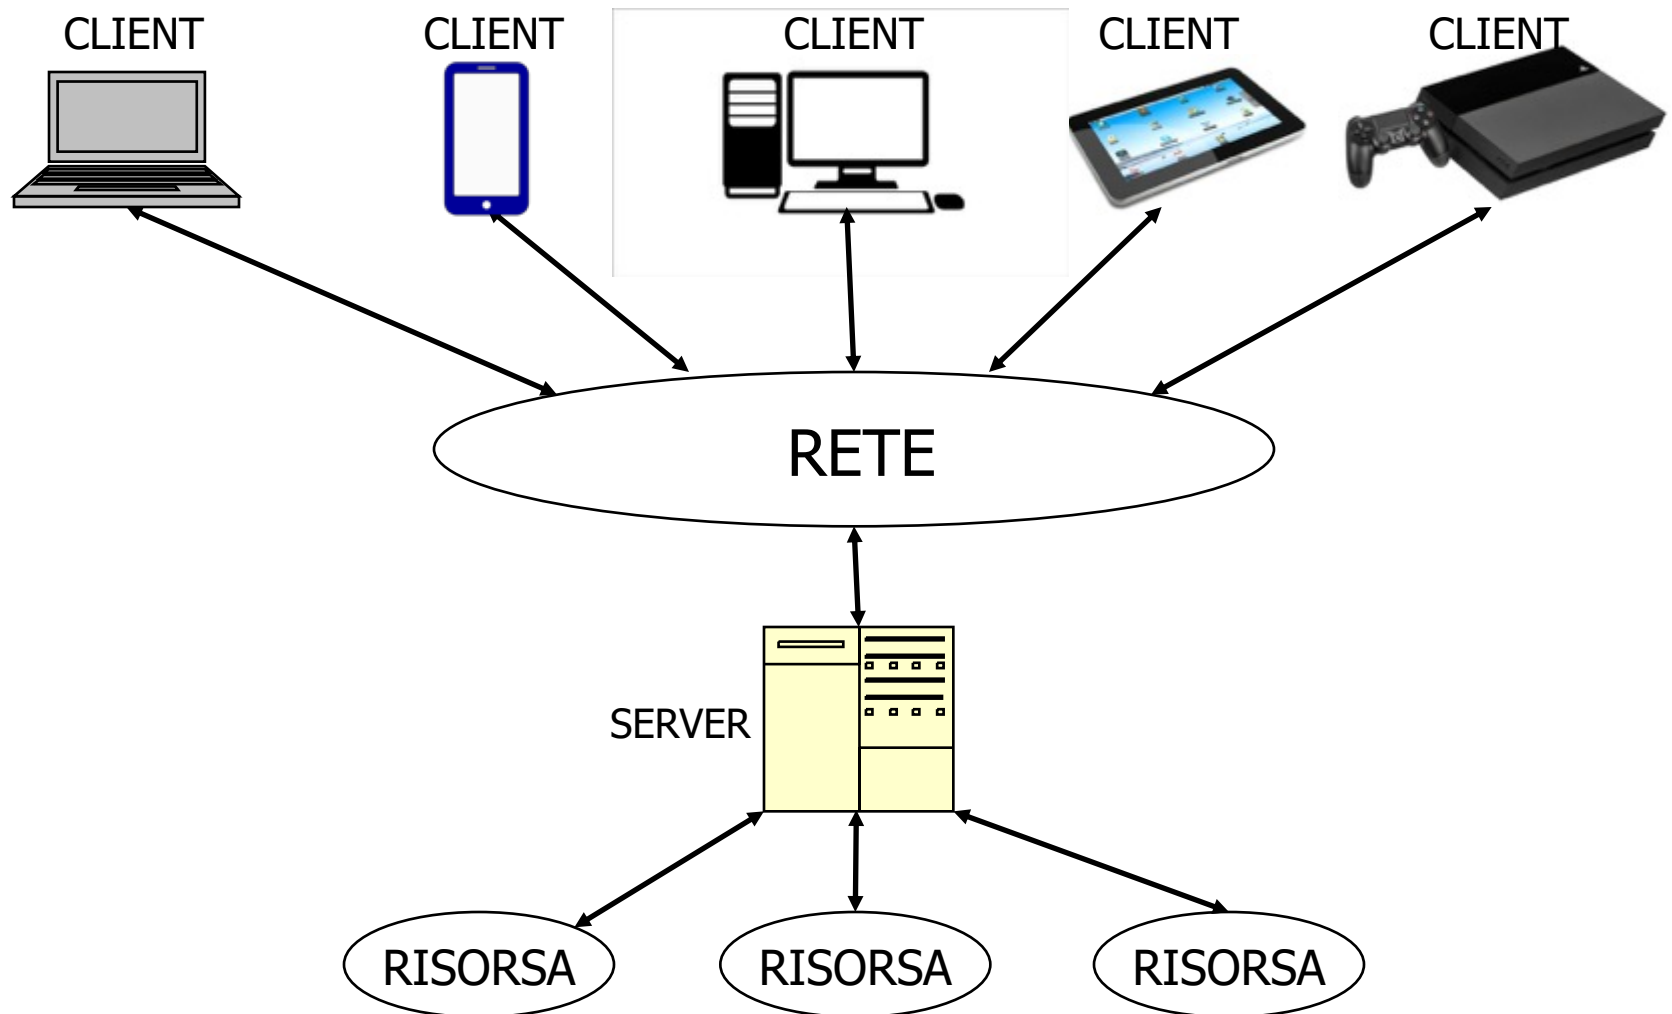 CLIENT
CLIENT
CLIENT
CLIENT
CLIENT
RETE
SERVER
RISORSA
RISORSA
RISORSA